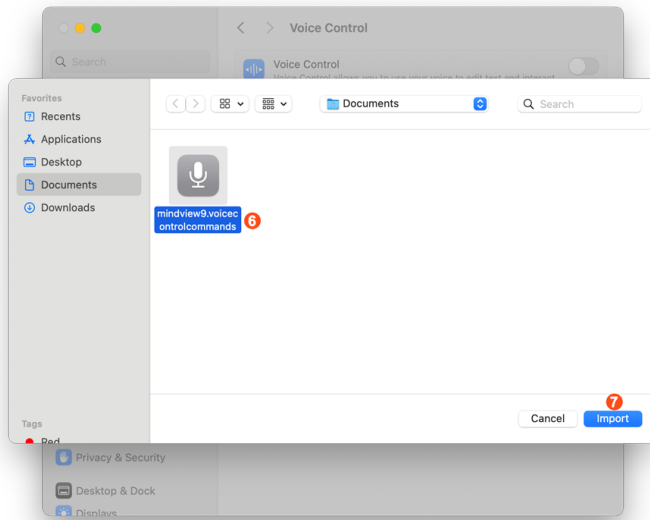 Voice Control
Search
Voice Control
Voice Control allows you to use your voice to edit text and interact
Favorites
Recents
Applications
Desktop
Documents
Downloads
Documents
Search
mindview9.voicec
ontrolcommands
6
Tags
Red
7
Cancel
Import
Privacy & Security
Desktop & Dock
Displays